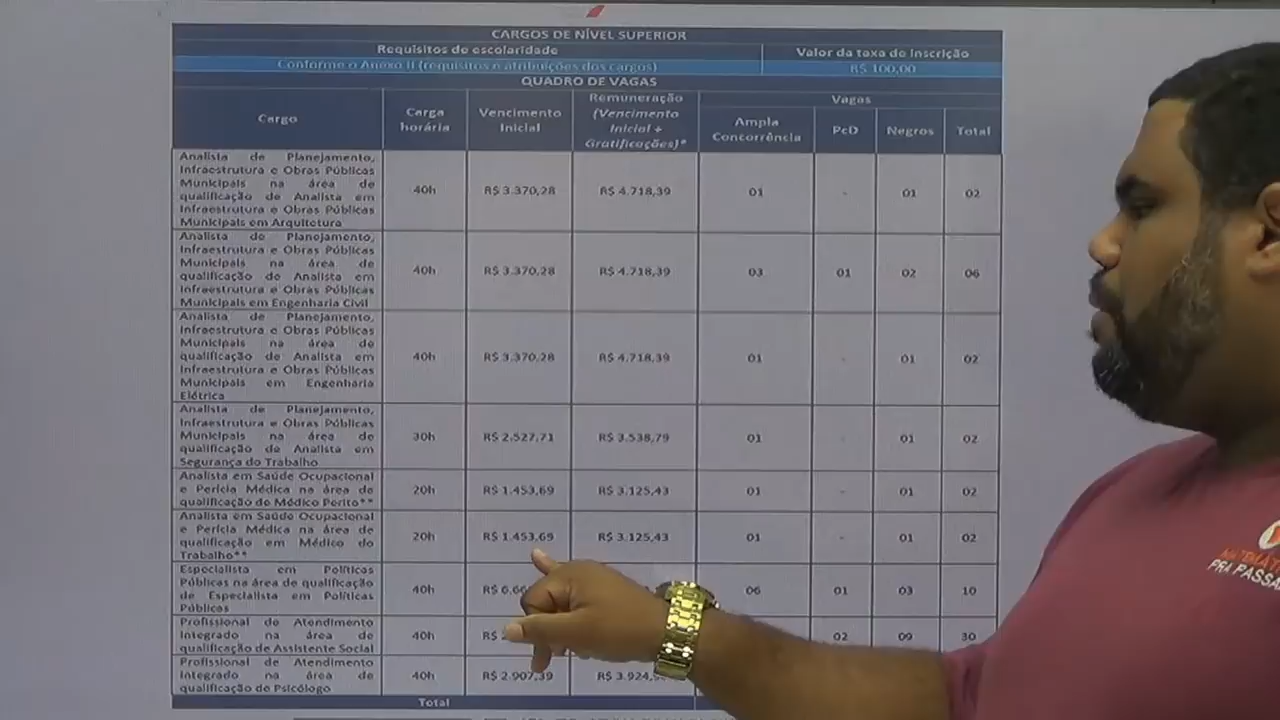 CARGOS DE NÍVEL SUPERIOR
Requisitos de escolaridade
Valor da taxa de inscrição
Conforme o Anexo II (requisitos e atribuições dos cargos)
R$ 100,00
QUADRO DE VAGAS
Cargo
Carga horária
Vencimento Inicial
Remuneração (Vencimento Inicial + Gratificações)*
Vagas
Ampla Concorrência
PcD
Negros
Total
Analista de Planejamento,
Infraestrutura e Obras Públicas
Municipais na área de
qualificação de Analista em
Infraestrutura e Obras Públicas
Municipais em Arquitetura
40h R$ 3.370,28 R$ 4.718,39 01 - 01 02
Analista de Planejamento,
Infraestrutura e Obras Públicas
Municipais na área de
qualificação de Analista em
Infraestrutura e Obras Públicas
Municipais em Engenharia Civil
40h R$ 3.370,28 R$ 4.718,39 03 01 02 06
Analista de Planejamento,
Infraestrutura e Obras Públicas
Municipais na área de
qualificação de Analista em
Infraestrutura e Obras Públicas
Municipais em Engenharia
Elétrica
40h R$ 3.370,28 R$ 4.718,39 01 - 01 02
Analista de Planejamento,
Infraestrutura e Obras Públicas
Municipais na área de
qualificação de Analista em
Segurança do Trabalho
30h R$ 2.527,71 R$ 3.538,79 01 - 01 02
Analista em Saúde Ocupacional
e Perícia Médica na área de
qualificação de Médico Perito**
20h R$ 1.453,69 R$ 3.125,43 01 - 01 02
Analista em Saúde Ocupacional
e Perícia Médica na área de
qualificação em Médico do
Trabalho**
20h R$ 1.453,69 R$ 3.125,43 01 - 01 02
Especialista em Políticas
Públicas na área de qualificação
de Especialista em Políticas
Públicas
40h R$ 06 01 03 10
Profissional de Atendimento
Integrado na área de
qualificação de Assistente Social
40h R$ 02 09 30
Profissional de Atendimento
Integrado na área de
qualificação de Psicólogo
40h R$ 2.907,39 R$ 3.924,
Total
PRA PASSA